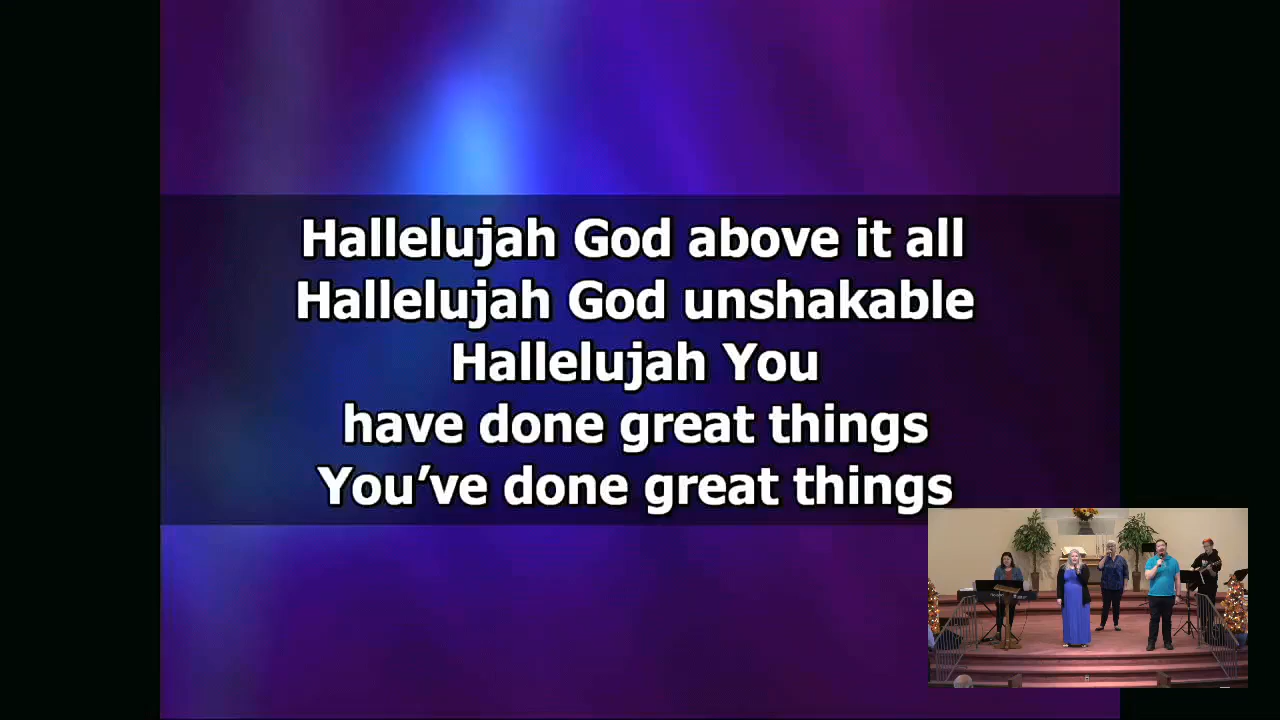 Hallelujah God above it all
Hallelujah God unshakable
Hallelujah You
have done great things
You’ve done great things